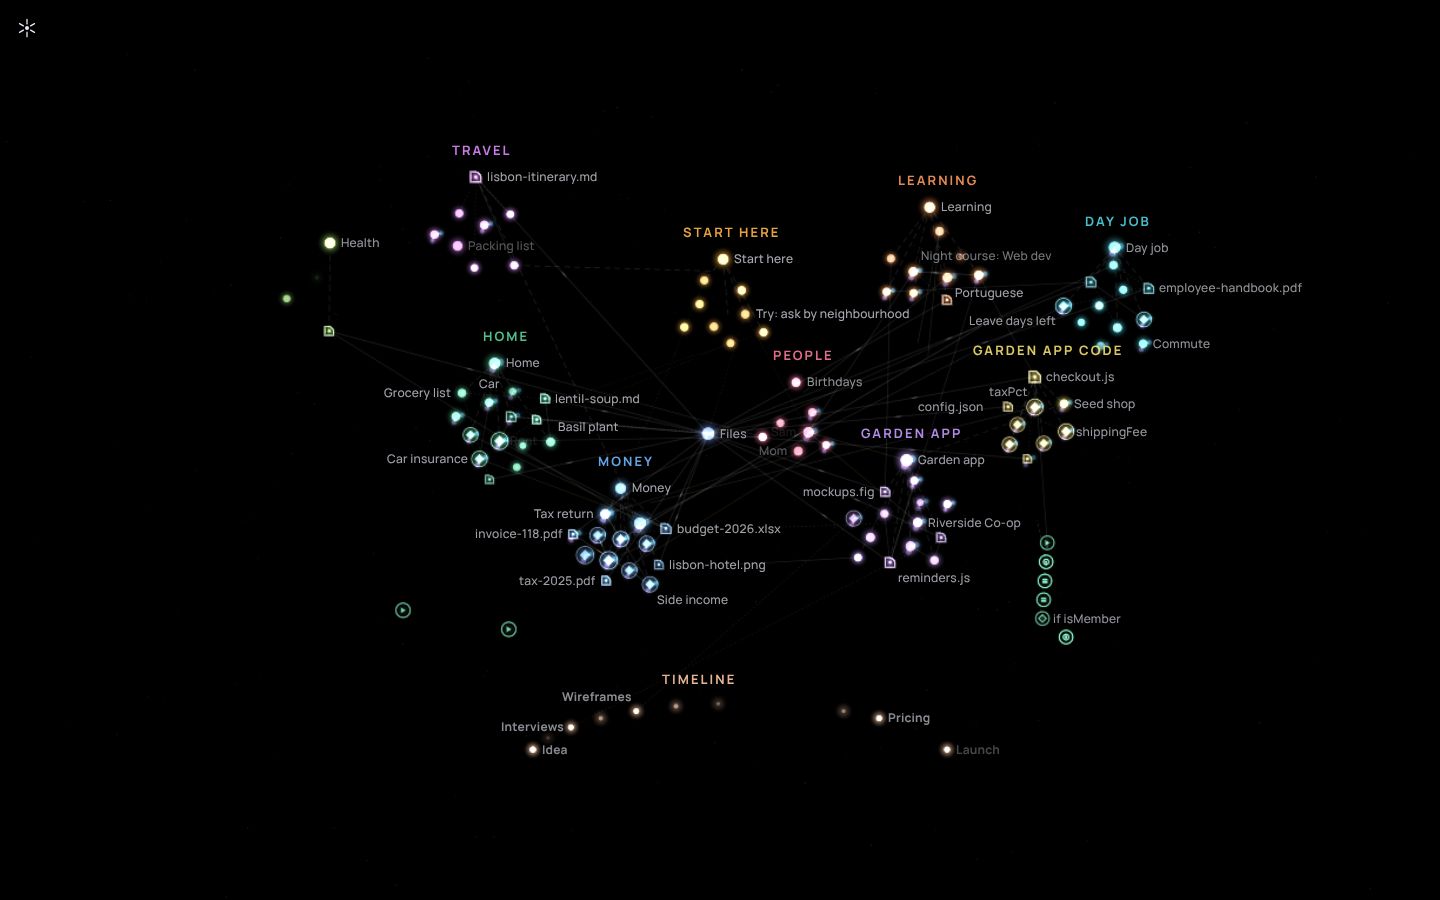 TRAVEL
lisbon-itinerary.md
Packing list
Health
LEARNING
Learning
Night course: Web dev
Portuguese
START HERE
Start here
Try: ask by neighbourhood
DAY JOB
Day job
employee-handbook.pdf
Leave days left
Commute
HOME
Home
Car
Grocery list
lentil-soup.md
Basil plant
Car insurance
PEOPLE
Birthdays
Mom
Files
GARDEN APP CODE
checkout.js
taxPct
config.json
Seed shop
shippingFee
GARDEN APP
Garden app
mockups.fig
Riverside Co-op
reminders.js
MONEY
Money
Tax return
invoice-118.pdf
budget-2026.xlsx
lisbon-hotel.png
tax-2025.pdf
Side income
if isMember
TIMELINE
Wireframes
Interviews
Idea
Pricing
Launch